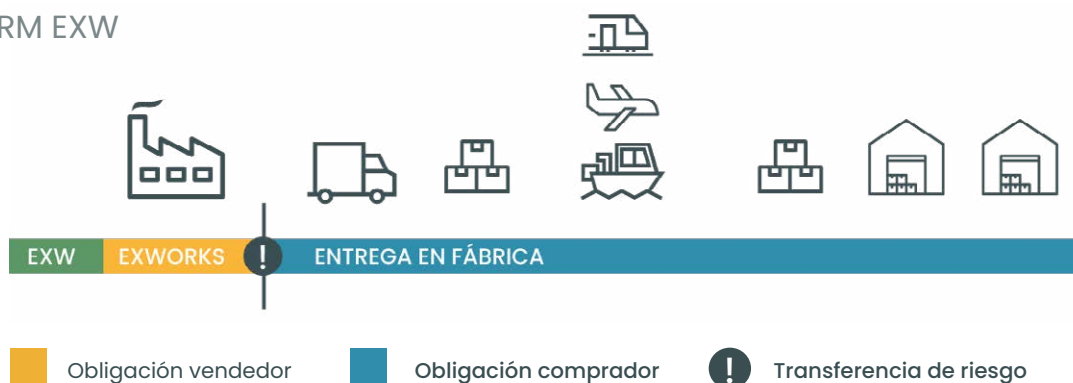 RM EXW
EXW EXWORKS ! ENTREGA EN FÁBRICA
Obligación vendedor Obligación comprador ! Transferencia de riesgo